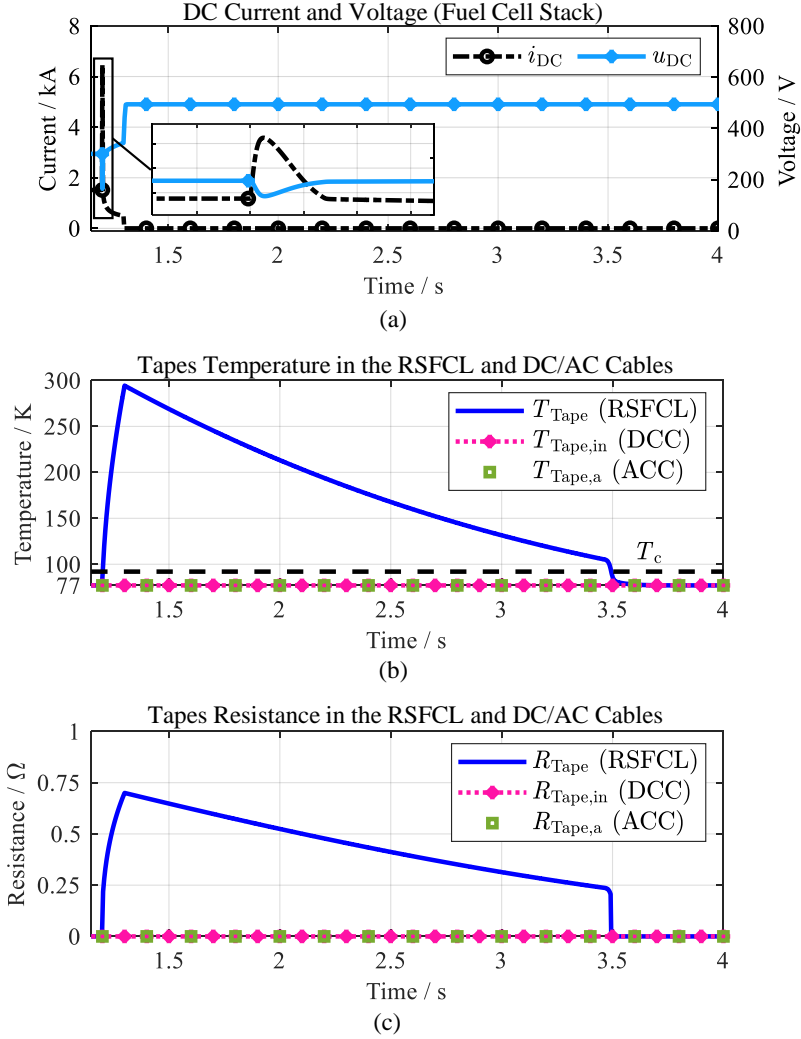 DC Current and Voltage (Fuel Cell Stack)
8 800
6 600
4 400
2 200
0 0
Current / kA
Voltage / V
i_DC u_DC
1.5 2 2.5 3 3.5 4
Time / s
(a)
Tapes Temperature in the RSFCL and DC/AC Cables
300
250
200
150
100
77
Temperature / K
T_Tape (RSFCL)
T_Tape,in (DCC)
T_Tape,a (ACC)
T_c
1.5 2 2.5 3 3.5 4
Time / s
(b)
Tapes Resistance in the RSFCL and DC/AC Cables
1
0.75
0.5
0.25
0
Resistance / Ω
R_Tape (RSFCL)
R_Tape,in (DCC)
R_Tape,a (ACC)
1.5 2 2.5 3 3.5 4
Time / s
(c)